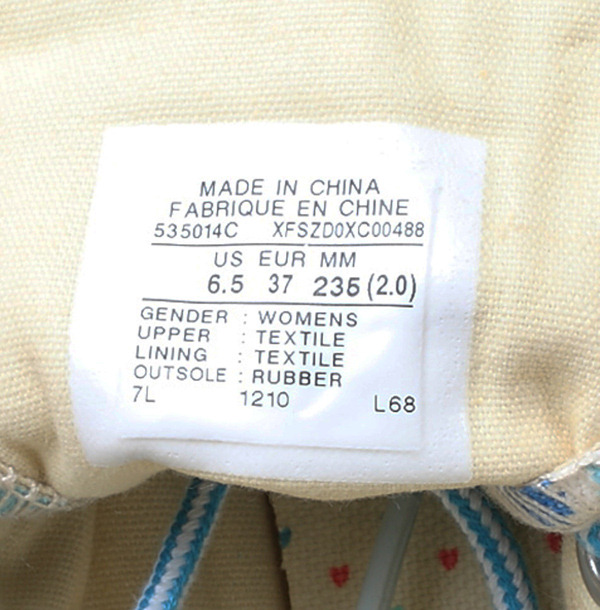 MADE IN CHINA
FABRIQUE EN CHINE
535014C XFSZD0XC00488
US EUR MM
6.5 37 235 (2.0)
GENDER : WOMENS
UPPER : TEXTILE
LINING : TEXTILE
OUTSOLE : RUBBER
7L 1210 L68